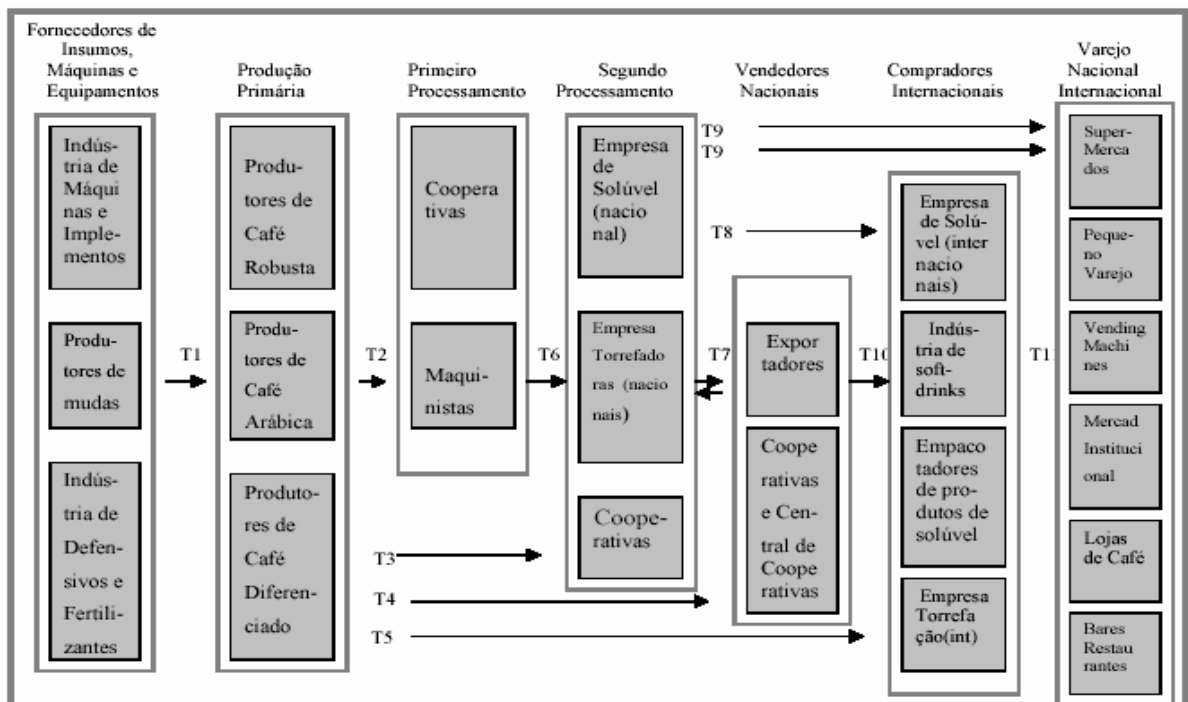 Fornecedores de
Insumos,
Máquinas e
Equipamentos
Produção
Primária
Primeiro
Processamento
Segundo
Processamento
Vendedores
Nacionais
Compradores
Internacionais
Varejo
Nacional
Internacional
Indús-
tria de
Máqui
nas e
Imple-
mentos
Produ-
tores de
mudas
Indús-
tria de
Defen-
sivos e
Fertili-
zantes
T1
Produ-
tores de
Café
Robusta
Produ-
tores de
Café
Arábica
Produto-
res de
Café
Diferen-
ciado
T2
T3
T4
T5
Coopera
tivas
Maqui-
nistas
T6
Empresa
de
Solúvel
(nacio
nal)
Empresa
Torrefado
ras (nacio
nais)
Coope-
rativas
T9
T9
T8
T7
Expor
tadores
Coope
rativas
e Cen-
tral de
Coope
rativas
T10
Empresa
de Solú-
vel (inter
nacio
nais)
Indús-
tria de
soft-
drinks
Empaco
tadores
de pro-
dutos de
solúvel
Empresa
Torrefa
ção(int)
T11
Super-
Merca
dos
Peque-
no
Varejo
Vending
Machi
nes
Mercad
Instituci
onal
Lojas
de Café
Bares
Restau
rantes